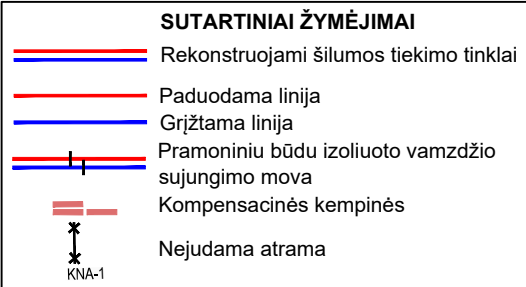 SUTARTINIAI ŽYMĖJIMAI
Rekonstruojami šilumos tiekimo tinklai
Paduodama linija
Grįžtama linija
Pramoniniu būdu izoliuoto vamzdžio
sujungimo mova
Kompensacinės kempinės
Nejudama atrama
KNA-1